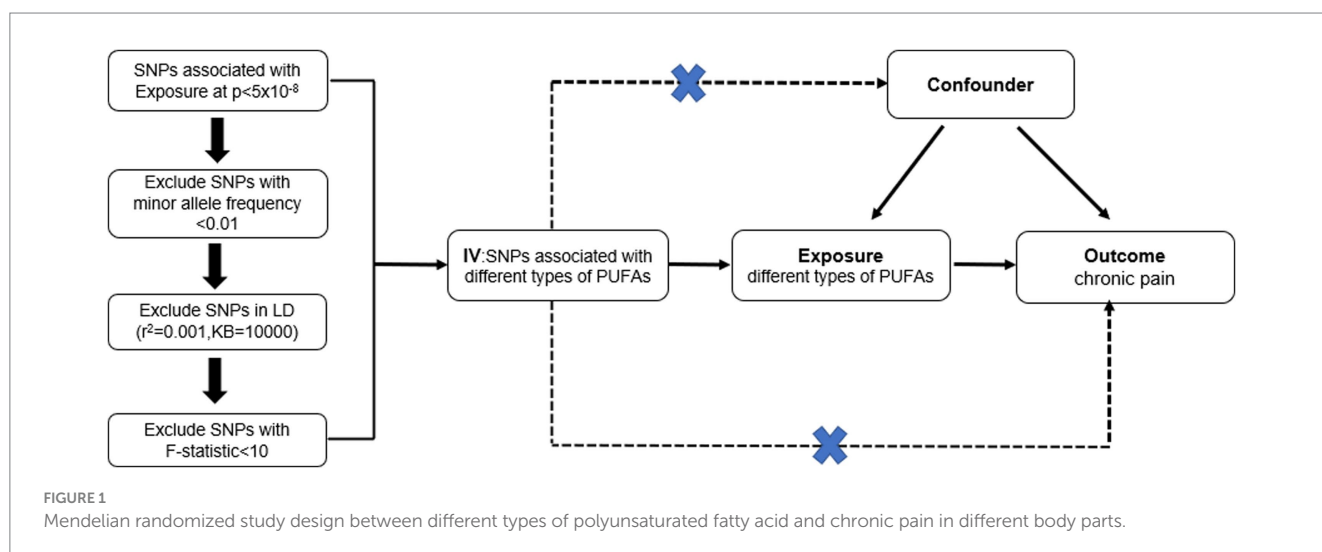 SNPs associated with
Exposure at p<5x10⁻⁸
Exclude SNPs with
minor allele frequency
<0.01
Exclude SNPs in LD
(r²=0.001,KB=10000)
Exclude SNPs with
F-statistic<10
IV:SNPs associated with
different types of PUFAs
Confounder
Exposure
different types of PUFAs
Outcome
chronic pain
FIGURE 1
Mendelian randomized study design between different types of polyunsaturated fatty acid and chronic pain in different body parts.